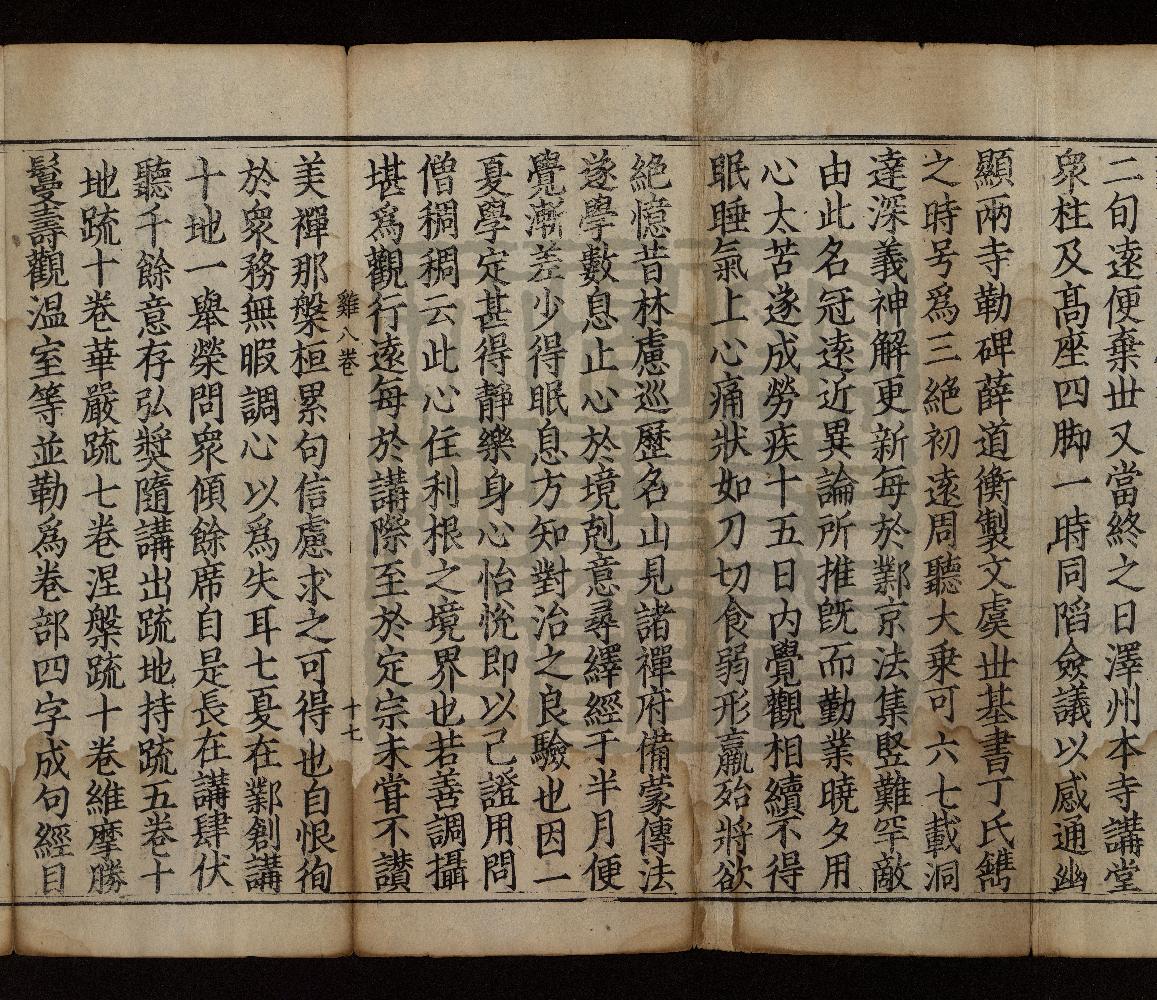 二旬遠便棄丗又當終之日澤州本寺講堂
衆柱及髙座四脚一時同䧟僉議以感通幽
顯兩寺勒碑薛道衡製文虞丗基書丁氏鐫
之時号爲三絶初遠周聽大乗可六七載洞
達深義神解更新每於鄴京法集竪難罕敵
由此名冠遠近異論所推旣而勤業曉夕用
心太苦遂成勞疾十五日内覺觀相續不得
眠睡氣上心痛狀如刀切食弱形羸殆將欲
絶憶昔林慮巡歷名山見諸禪府備蒙傳法
遂學數息止心於境剋意尋繹經于半月便
覺漸差少得眠息方知對治之良驗也因一
夏學定甚得靜樂身心怡恱即以己證用問
僧稠稠云此心住利根之境界也若善調攝
堪爲觀行遠每於講際至於定宗未甞不讚
雞八卷 十七
美禪那槃桓累句信慮求之可得也自恨徇
於衆務無暇調心以爲失耳七夏在鄴創講
十地一舉榮問衆傾餘席自是長在講肆伏
聽千餘意存弘奬隨講出䟽地持䟽五卷十
地䟽十卷華嚴䟽七卷涅槃䟽十卷維摩勝
鬘壽觀温室等並勒爲卷部四字成句經目